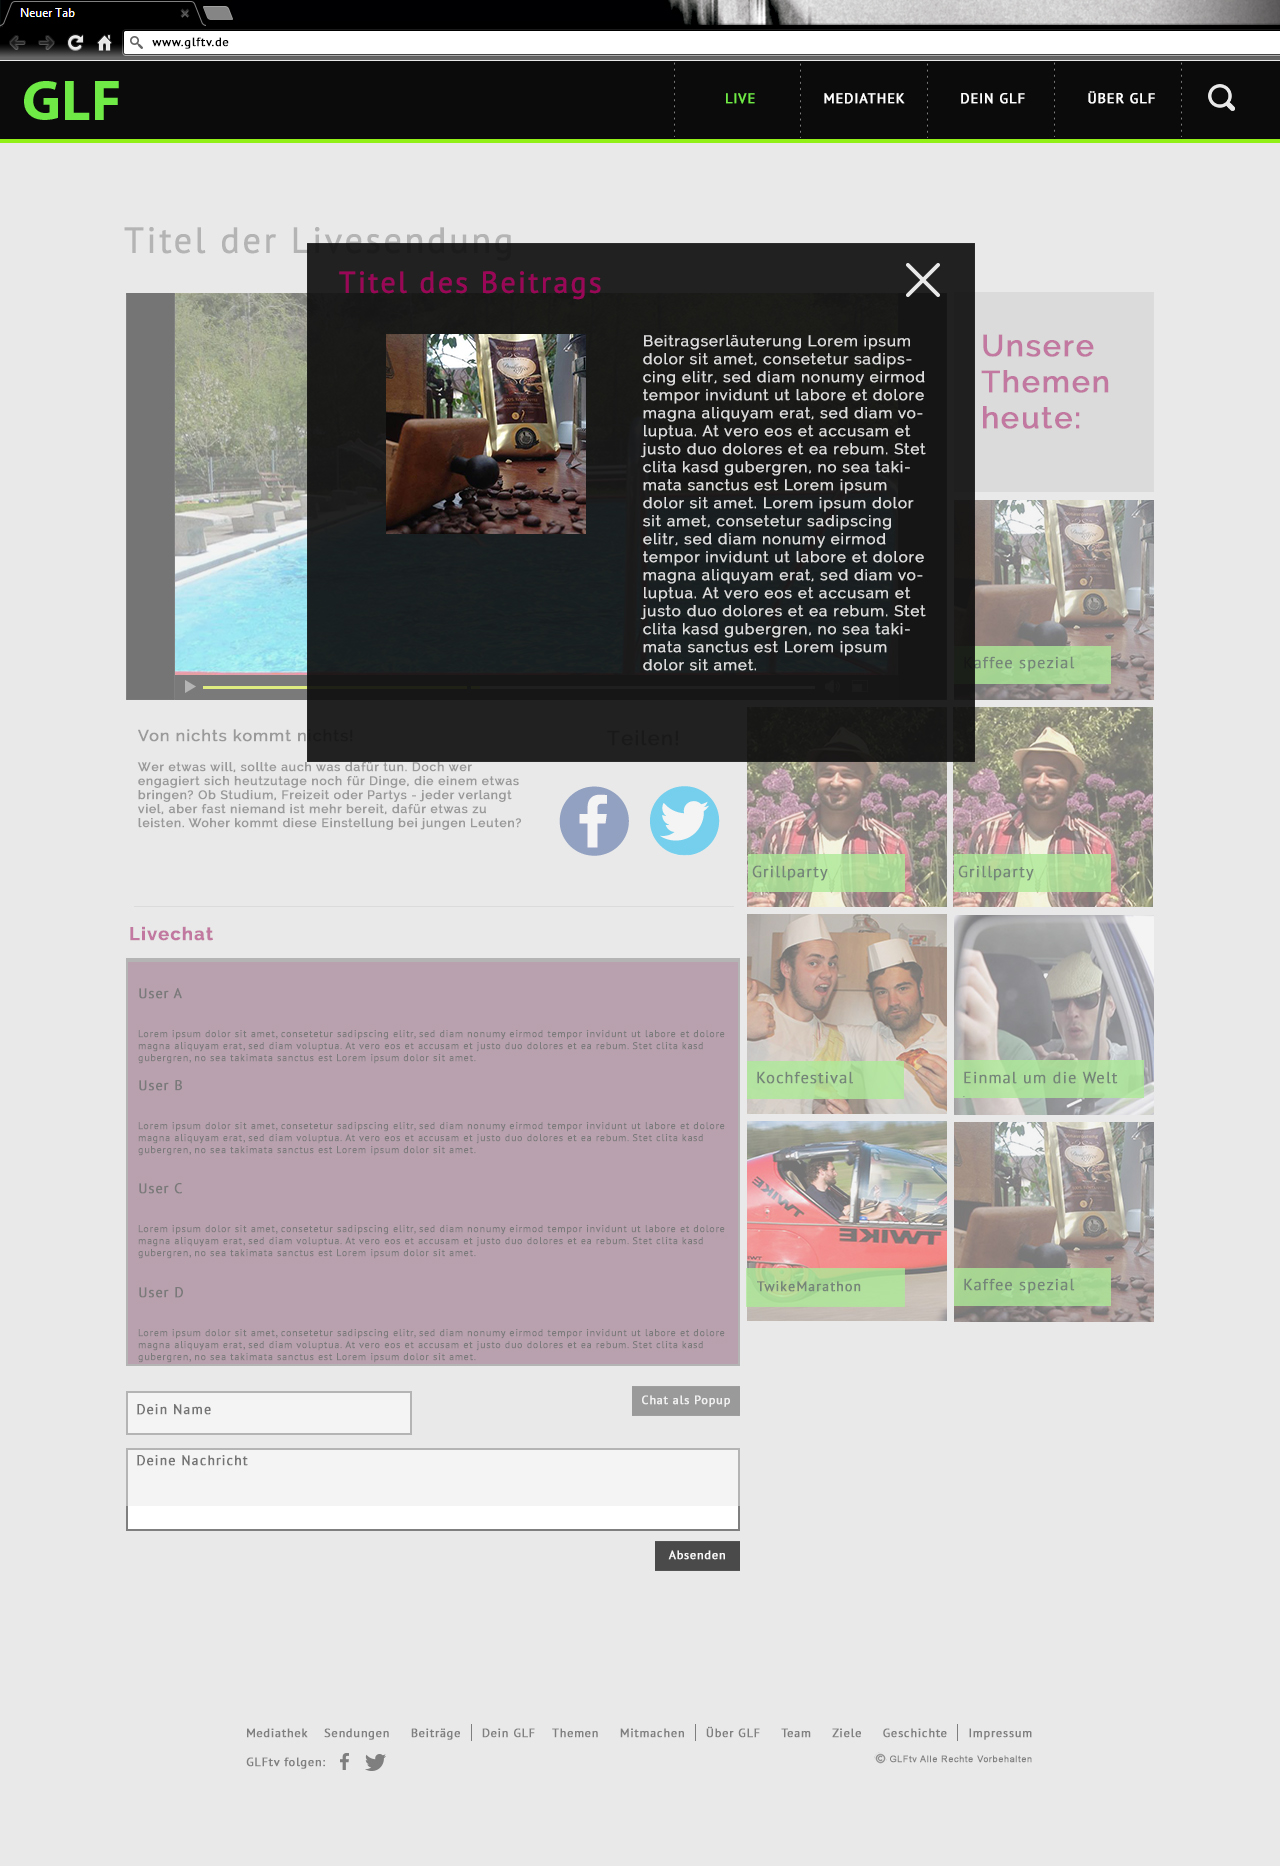 Neuer Tab
www.glftv.de
GLF
LIVE
MEDIATHEK
DEIN GLF
ÜBER GLF
Titel der Livesendung
Titel des Beitrags
Beitragserläuterung Lorem ipsum
dolor sit amet, consetetur sadips-
cing elitr, sed diam nonumy eirmod
tempor invidunt ut labore et dolore
magna aliquyam erat, sed diam vo-
luptua. At vero eos et accusam et
justo duo dolores et ea rebum. Stet
clita kasd gubergren, no sea taki-
mata sanctus est Lorem ipsum
dolor sit amet. Lorem ipsum dolor
sit amet, consetetur sadipscing
elitr, sed diam nonumy eirmod
tempor invidunt ut labore et dolore
magna aliquyam erat, sed diam vo-
luptua. At vero eos et accusam et
justo duo dolores et ea rebum. Stet
clita kasd gubergren, no sea taki-
mata sanctus est Lorem ipsum
dolor sit amet.
Unsere
Themen
heute:
Kaffee spezial
Von nichts kommt nichts!
Wer etwas will, sollte auch was dafür tun. Doch wer
engagiert sich heutzutage noch für Dinge, die einem etwas
bringen? Ob Studium, Freizeit oder Partys - jeder verlangt
viel, aber fast niemand ist mehr bereit, dafür etwas zu
leisten. Woher kommt diese Einstellung bei jungen Leuten?
Teilen!
Grillparty
Grillparty
Livechat
User A
Lorem ipsum dolor sit amet, consetetur sadipscing elitr, sed diam nonumy eirmod tempor invidunt ut labore et dolore
magna aliquyam erat, sed diam voluptua. At vero eos et accusam et justo duo dolores et ea rebum. Stet clita kasd
gubergren, no sea takimata sanctus est Lorem ipsum dolor sit amet.
User B
Lorem ipsum dolor sit amet, consetetur sadipscing elitr, sed diam nonumy eirmod tempor invidunt ut labore et dolore
magna aliquyam erat, sed diam voluptua. At vero eos et accusam et justo duo dolores et ea rebum. Stet clita kasd
gubergren, no sea takimata sanctus est Lorem ipsum dolor sit amet.
User C
Lorem ipsum dolor sit amet, consetetur sadipscing elitr, sed diam nonumy eirmod tempor invidunt ut labore et dolore
magna aliquyam erat, sed diam voluptua. At vero eos et accusam et justo duo dolores et ea rebum. Stet clita kasd
gubergren, no sea takimata sanctus est Lorem ipsum dolor sit amet.
User D
Lorem ipsum dolor sit amet, consetetur sadipscing elitr, sed diam nonumy eirmod tempor invidunt ut labore et dolore
magna aliquyam erat, sed diam voluptua. At vero eos et accusam et justo duo dolores et ea rebum. Stet clita kasd
gubergren, no sea takimata sanctus est Lorem ipsum dolor sit amet.
Kochfestival
Einmal um die Welt
TWIKE
TWIKE
TWIKE
TwikeMarathon
Kaffee spezial
Dein Name
Chat als Popup
Deine Nachricht
Absenden
Mediathek Sendungen Beiträge Dein GLF Themen Mitmachen Über GLF Team Ziele Geschichte Impressum
GLFtv folgen:
© GLFtv Alle Rechte Vorbehalten